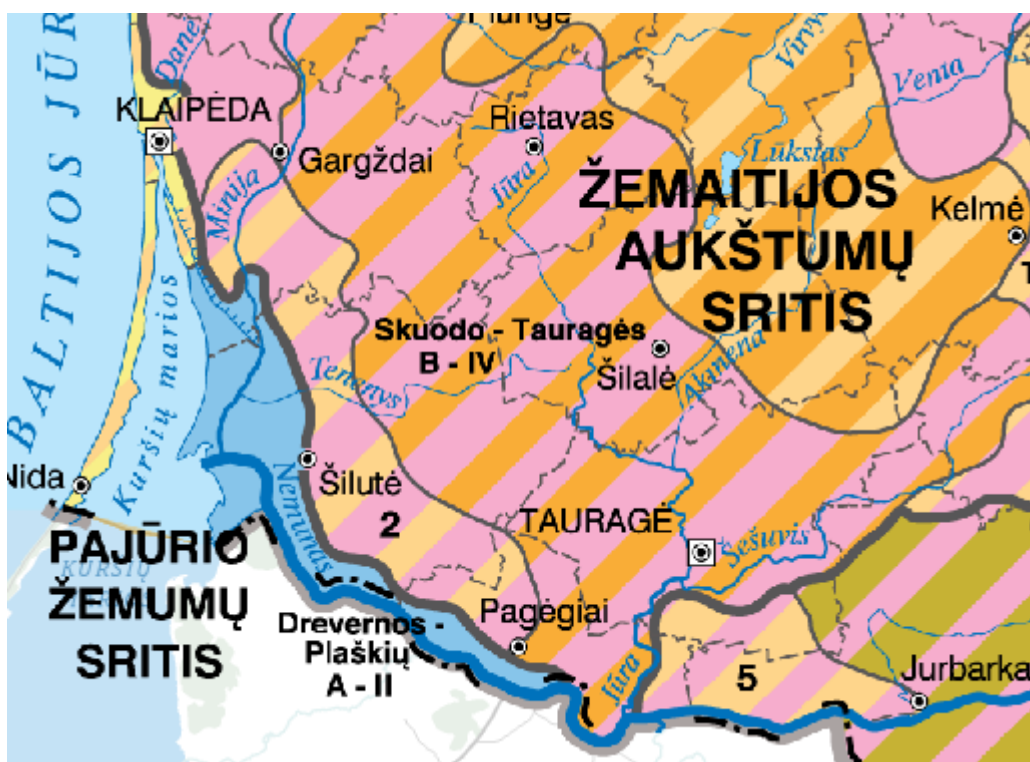 Plungė
BALTIJOS JŪR
Danė
Virvy
Venta
KLAIPĖDA
Rietavas
Gargždai
Minija
Jūra
Lūkstas
ŽEMAITIJOS
AUKŠTUMŲ
SRITIS
Kelmė
Kuršių marios
Skuodo - Tauragės
B - IV
Šilalė
Akmena
Tenenys
Nida
Šilutė
2
Nemunas
TAURAGĖ
Šešuvis
PAJŪRIO
ŽEMUMŲ
SRITIS
KURŠIŲ
Drevernos -
Plaškių
A - II
Pagėgiai
Jūra
5
Jurbarka